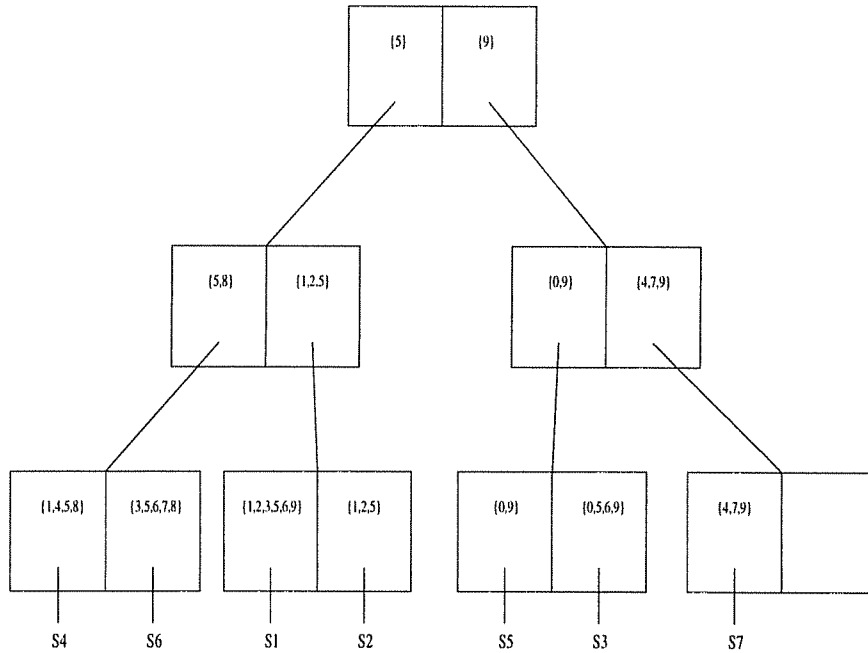 {5} {9}
{5,8} {1,2,5} {0,9} {4,7,9}
{1,4,5,8} {3,5,6,7,8} {1,2,3,5,6,9} {1,2,5} {0,9} {0,5,6,9} {4,7,9}
S4 S6 S1 S2 S5 S3 S7